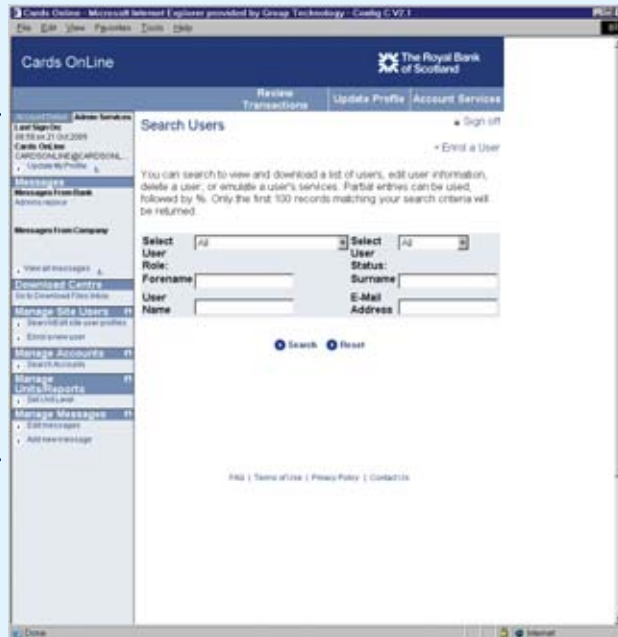 Cards Online - Microsoft Internet Explorer provided by Group Technology - Config C V2.1
File Edit View Favorites Tools Help
Cards OnLine
The Royal Bank
of Scotland
Review
Transactions
Update Profile
Account Services
Admin Services
Last Sign On:
on 21 Oct 2005
Cards OnLine
Update My Profile
Messages
Messages From Bank
Messages From Company
View all messages
Download Centre
Go to Download Files Inbox
Manage Site Users
Search/Edit site user profiles
Enrol a new user
Manage Accounts
Search Accounts
Manage
Units/Reports
Set Unit Level
Manage Messages
Edit messages
Add new message
Search Users
Sign off
Enrol a User
You can search to view and download a list of users, edit user information,
delete a user, or emulate a user's services. Partial entries can be used,
followed by %. Only the first 100 records matching your search criteria will
be returned.
Select
User
Role:
All
Select
User
Status:
All
Forename
Surname
User
Name
E-Mail
Address
Search
Reset
FAQ | Terms of Use | Privacy Policy | Contact Us
Done
Internet